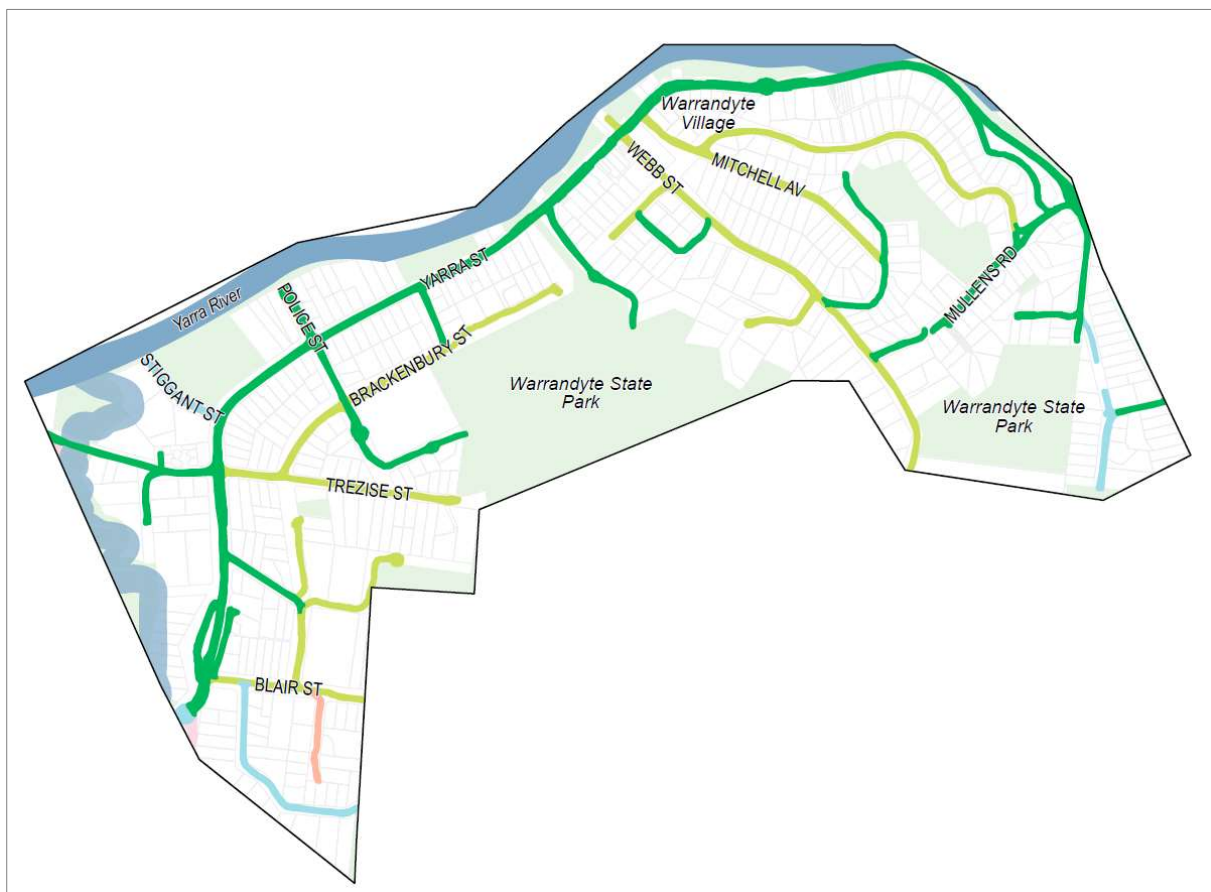 Warrandyte
Village
WEBB ST
MITCHELL AV
YARRA ST
MULLENS RD
Yarra River
POLICE ST
STIGGANT ST
BRACKENBURY ST
Warrandyte State
Park
Warrandyte State
Park
TREZISE ST
BLAIR ST